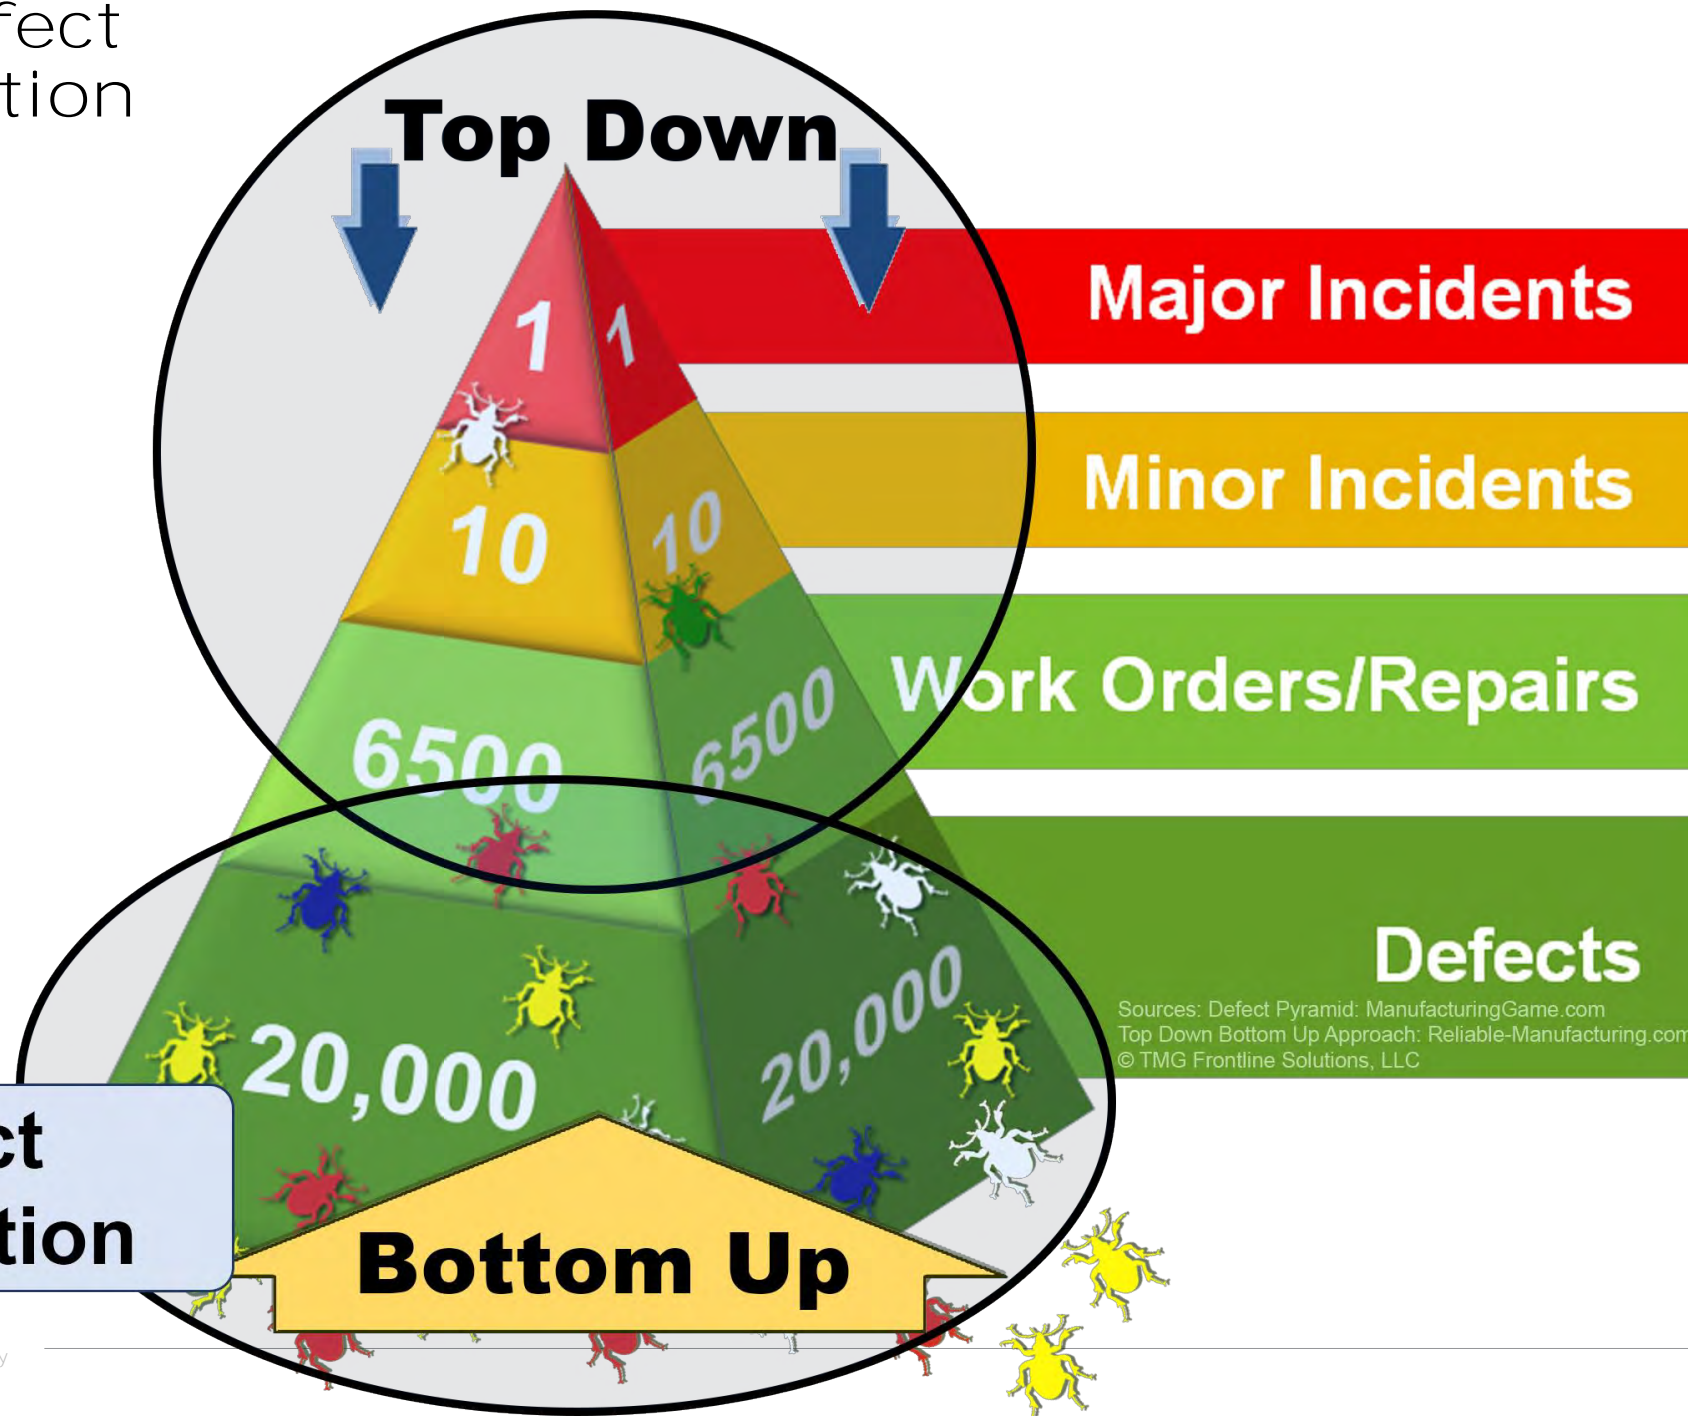 fect
tion
Top Down
1
1
Major Incidents
10
10
Minor Incidents
6500
6500
Work Orders/Repairs
20,000
20,000
Defects
Sources: Defect Pyramid: ManufacturingGame.com
Top Down Bottom Up Approach: Reliable-Manufacturing.com
© TMG Frontline Solutions, LLC
ct
tion
Bottom Up
y